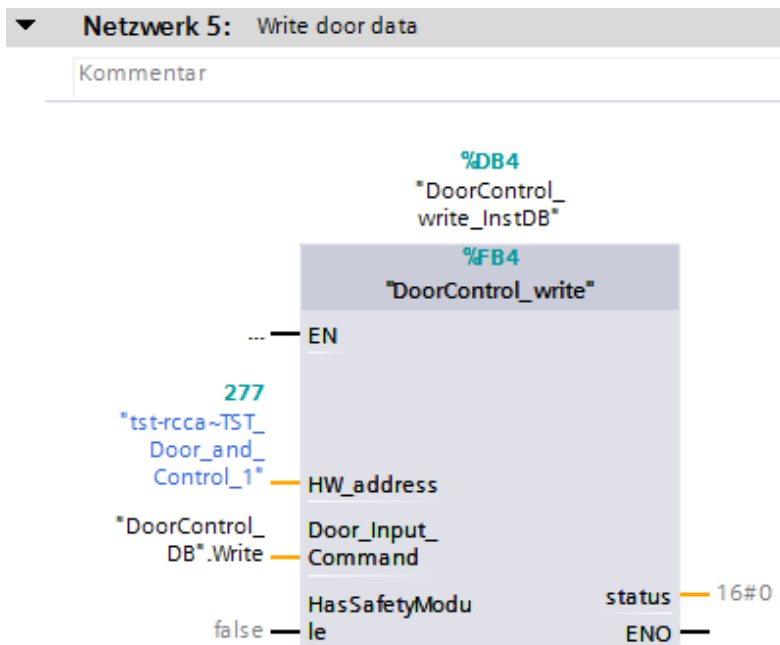 Netzwerk 5: Write door data
Kommentar
%DB4
"DoorControl_
write_InstDB"
%FB4
"DoorControl_write"
... EN
277
"tst-rcca~TST_
Door_and_
Control_1" HW_address
"DoorControl_ Door_Input_
DB".Write Command
HasSafetyModu status 16#0
false le ENO